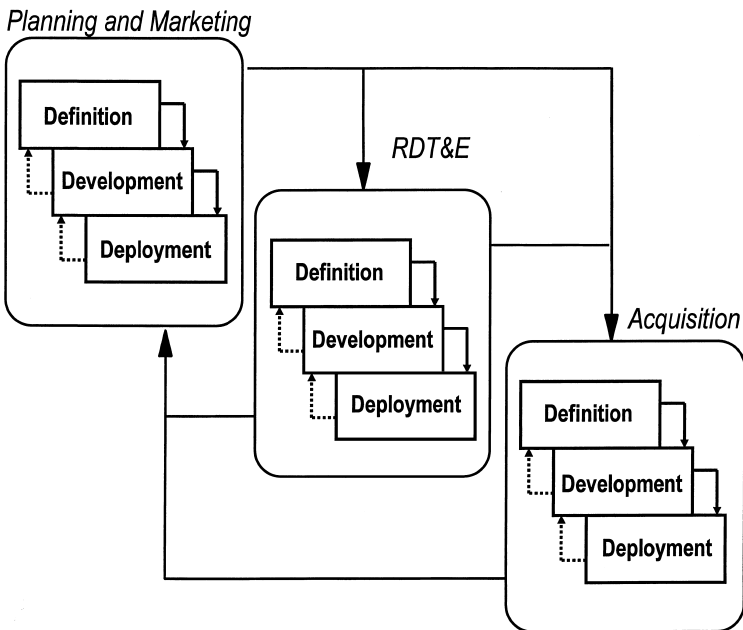 Planning and Marketing
Definition
Development
Deployment
RDT&E
Definition
Development
Deployment
Acquisition
Definition
Development
Deployment